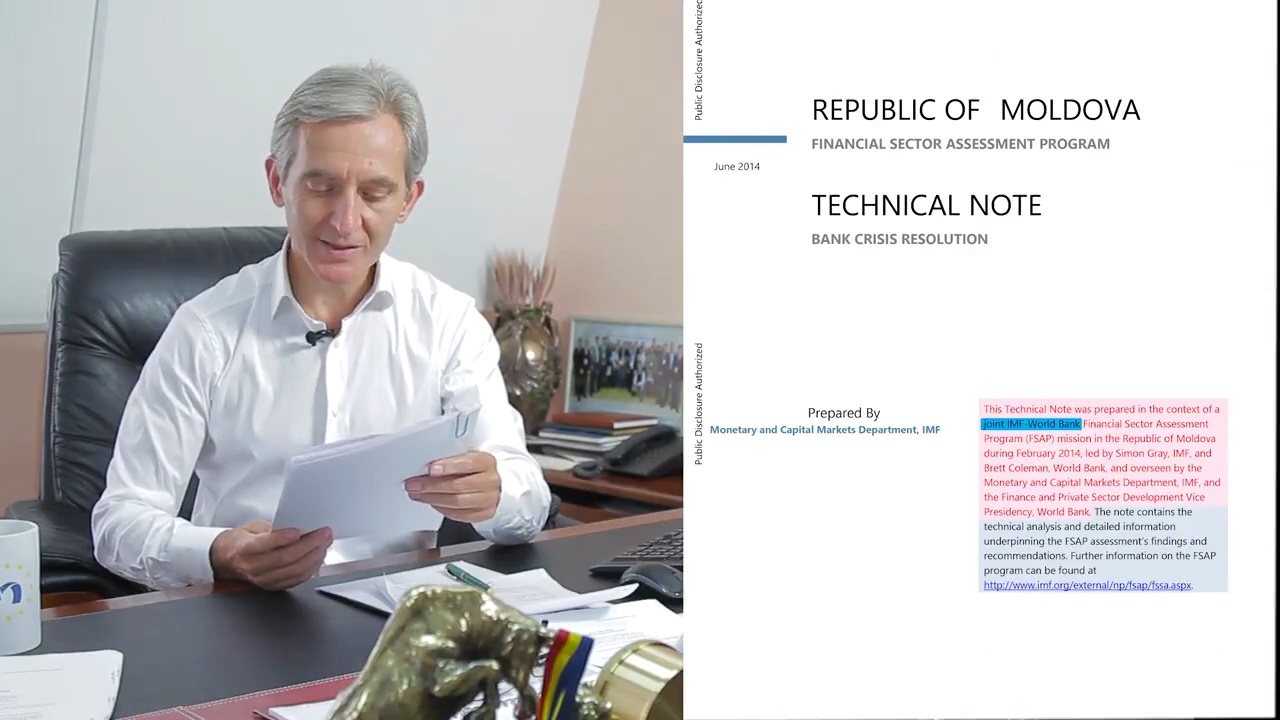 Public Disclosure Authorized
REPUBLIC OF MOLDOVA
FINANCIAL SECTOR ASSESSMENT PROGRAM
June 2014
TECHNICAL NOTE
BANK CRISIS RESOLUTION
Public Disclosure Authorized
Prepared By
Monetary and Capital Markets Department, IMF
This Technical Note was prepared in the context of a
joint IMF-World Bank Financial Sector Assessment
Program (FSAP) mission in the Republic of Moldova
during February 2014, led by Simon Gray, IMF, and
Brett Coleman, World Bank, and overseen by the
Monetary and Capital Markets Department, IMF, and
the Finance and Private Sector Development Vice
Presidency, World Bank. The note contains the
technical analysis and detailed information
underpinning the FSAP assessment's findings and
recommendations. Further information on the FSAP
program can be found at
http://www.imf.org/external/np/fsap/fssa.aspx.